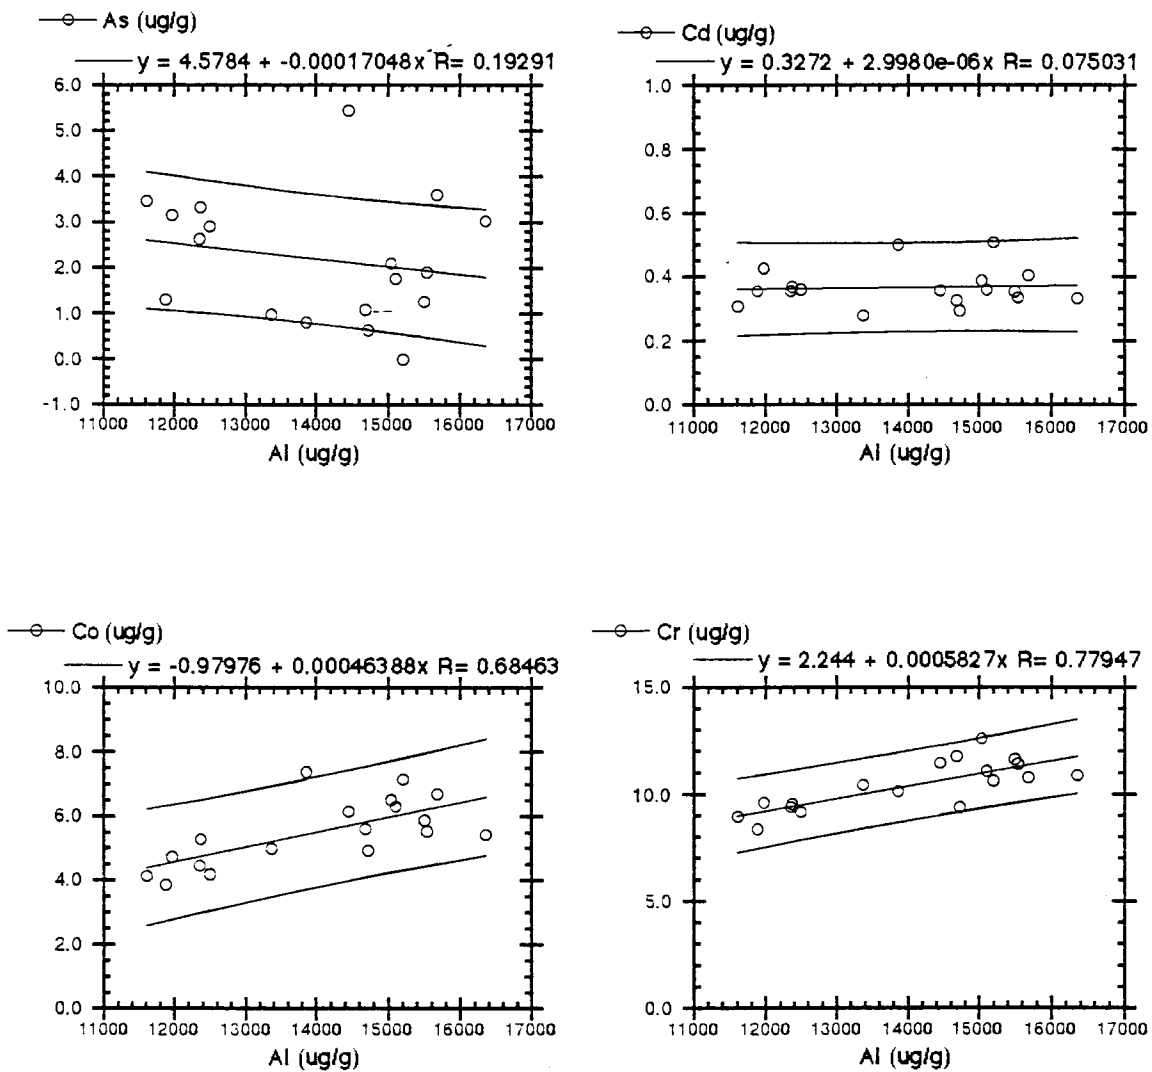 As (ug/g)
y = 4.5784 + -0.00017048x R= 0.19291
6.0
5.0
4.0
3.0
2.0
1.0
0.0
-1.0
11000 12000 13000 14000 15000 16000 17000
Al (ug/g)
Cd (ug/g)
y = 0.3272 + 2.9980e-06x R= 0.075031
1.0
0.8
0.6
0.4
0.2
0.0
11000 12000 13000 14000 15000 16000 17000
Al (ug/g)
Co (ug/g)
y = -0.97976 + 0.00046388x R= 0.68463
10.0
8.0
6.0
4.0
2.0
0.0
11000 12000 13000 14000 15000 16000 17000
Al (ug/g)
Cr (ug/g)
y = 2.244 + 0.0005827x R= 0.77947
15.0
10.0
5.0
0.0
11000 12000 13000 14000 15000 16000 17000
Al (ug/g)